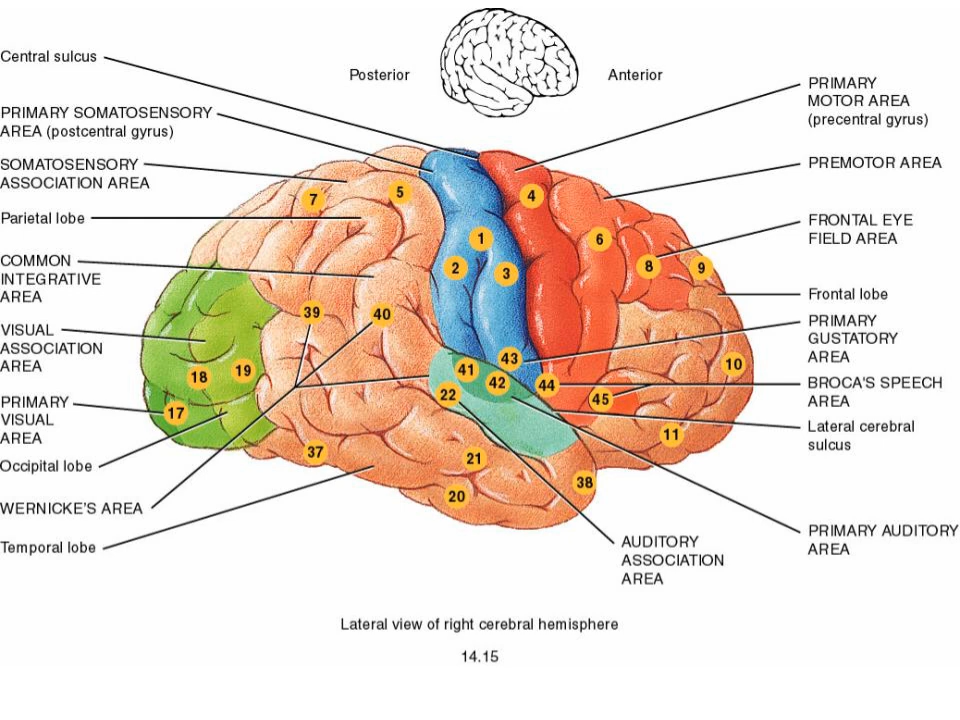 Central sulcus
Posterior
Anterior
PRIMARY
MOTOR AREA
(precentral gyrus)
PRIMARY SOMATOSENSORY
AREA (postcentral gyrus)
SOMATOSENSORY
ASSOCIATION AREA
PREMOTOR AREA
Parietal lobe
FRONTAL EYE
FIELD AREA
COMMON
INTEGRATIVE
AREA
Frontal lobe
VISUAL
ASSOCIATION
AREA
PRIMARY
GUSTATORY
AREA
PRIMARY
VISUAL
AREA
BROCA'S SPEECH
AREA
Lateral cerebral
sulcus
Occipital lobe
WERNICKE'S AREA
Temporal lobe
PRIMARY AUDITORY
AREA
AUDITORY
ASSOCIATION
AREA
7
5
4
1
6
2
3
8
9
39
40
43
41
42
44
10
18
19
22
45
17
11
37
21
38
20
Lateral view of right cerebral hemisphere
14.15